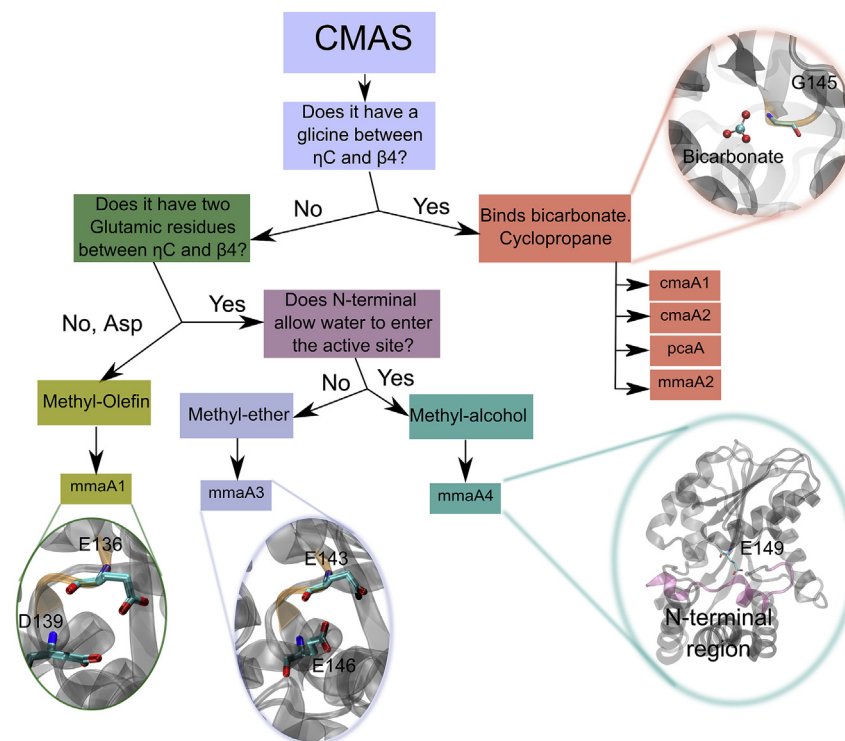 CMAS
Does it have a
glicine between
ηC and β4?
G145
Bicarbonate
No
Yes
Does it have two
Glutamic residues
between ηC and β4?
Binds bicarbonate.
Cyclopropane
cmaA1
cmaA2
pcaA
mmaA2
No, Asp
Yes
Does N-terminal
allow water to enter
the active site?
No
Yes
Methyl-Olefin
Methyl-ether
Methyl-alcohol
mmaA1
mmaA3
mmaA4
E136
D139
E143
E146
E149
N-terminal
region